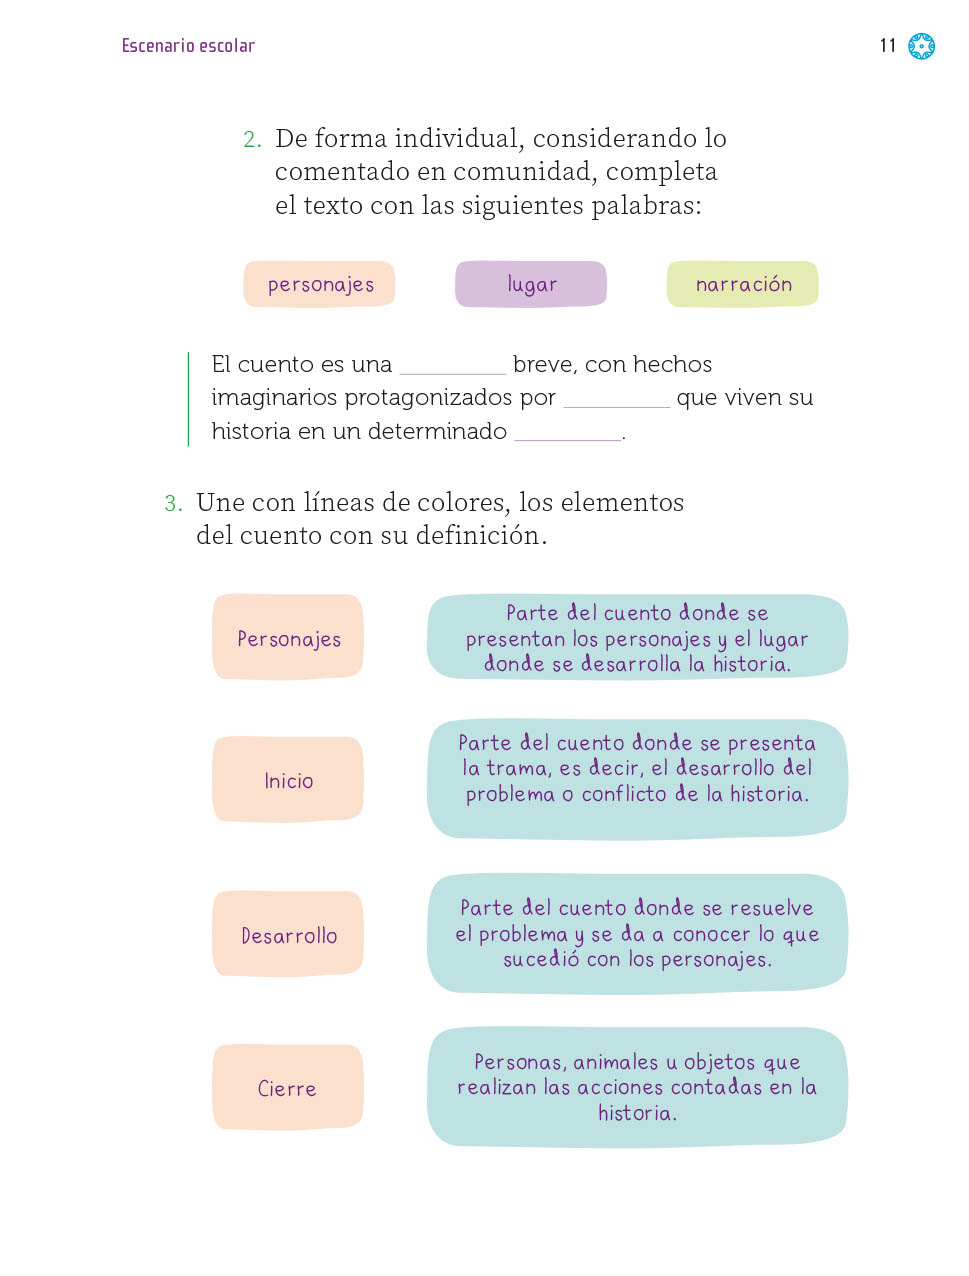 Escenario escolar
11
2. De forma individual, considerando lo
comentado en comunidad, completa
el texto con las siguientes palabras:
personajes lugar narración
El cuento es una _________ breve, con hechos
imaginarios protagonizados por _________ que viven su
historia en un determinado _________.
3. Une con líneas de colores, los elementos
del cuento con su definición.
Personajes
Parte del cuento donde se
presentan los personajes y el lugar
donde se desarrolla la historia.
Inicio
Parte del cuento donde se presenta
la trama, es decir, el desarrollo del
problema o conflicto de la historia.
Desarrollo
Parte del cuento donde se resuelve
el problema y se da a conocer lo que
sucedió con los personajes.
Cierre
Personas, animales u objetos que
realizan las acciones contadas en la
historia.